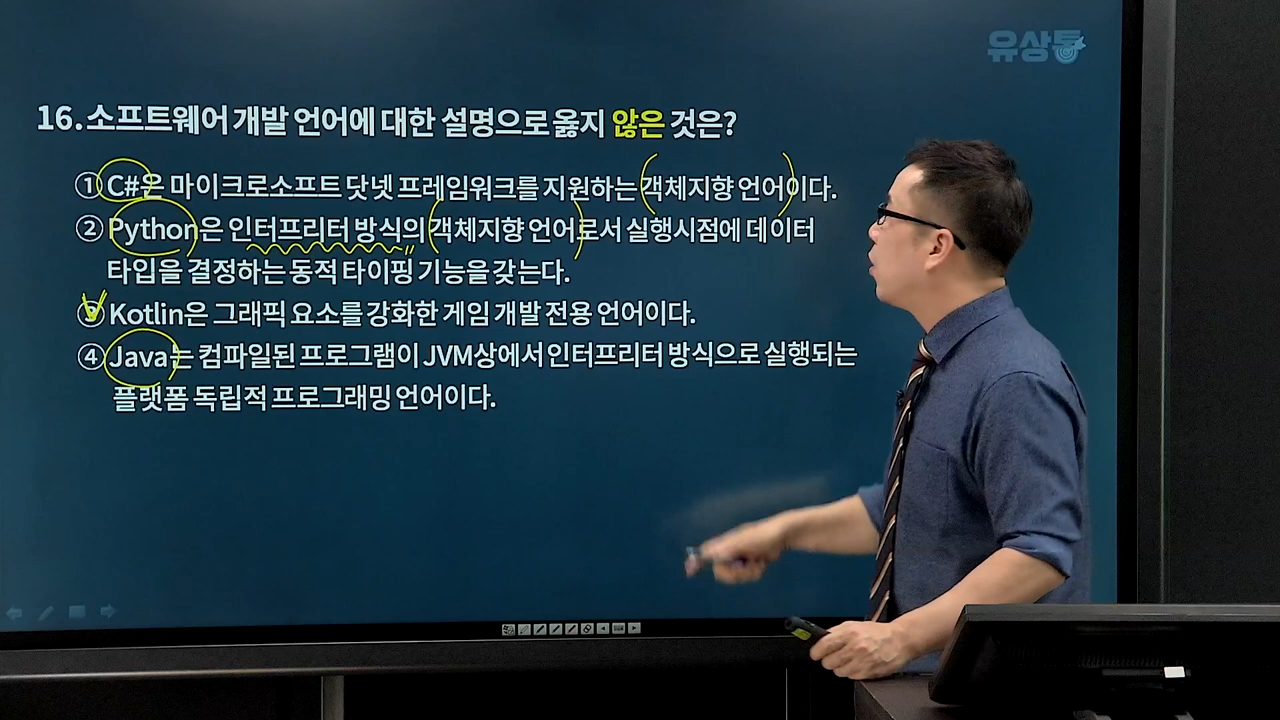 유상통
16. 소프트웨어 개발 언어에 대한 설명으로 옳지 않은 것은?
① C#은 마이크로소프트 닷넷 프레임워크를 지원하는 객체지향 언어이다.
② Python은 인터프리터 방식의 객체지향 언어로서 실행시점에 데이터
타입을 결정하는 동적 타이핑 기능을 갖는다.
③ Kotlin은 그래픽 요소를 강화한 게임 개발 전용 언어이다.
④ Java는 컴파일된 프로그램이 JVM상에서 인터프리터 방식으로 실행되는
플랫폼 독립적 프로그래밍 언어이다.